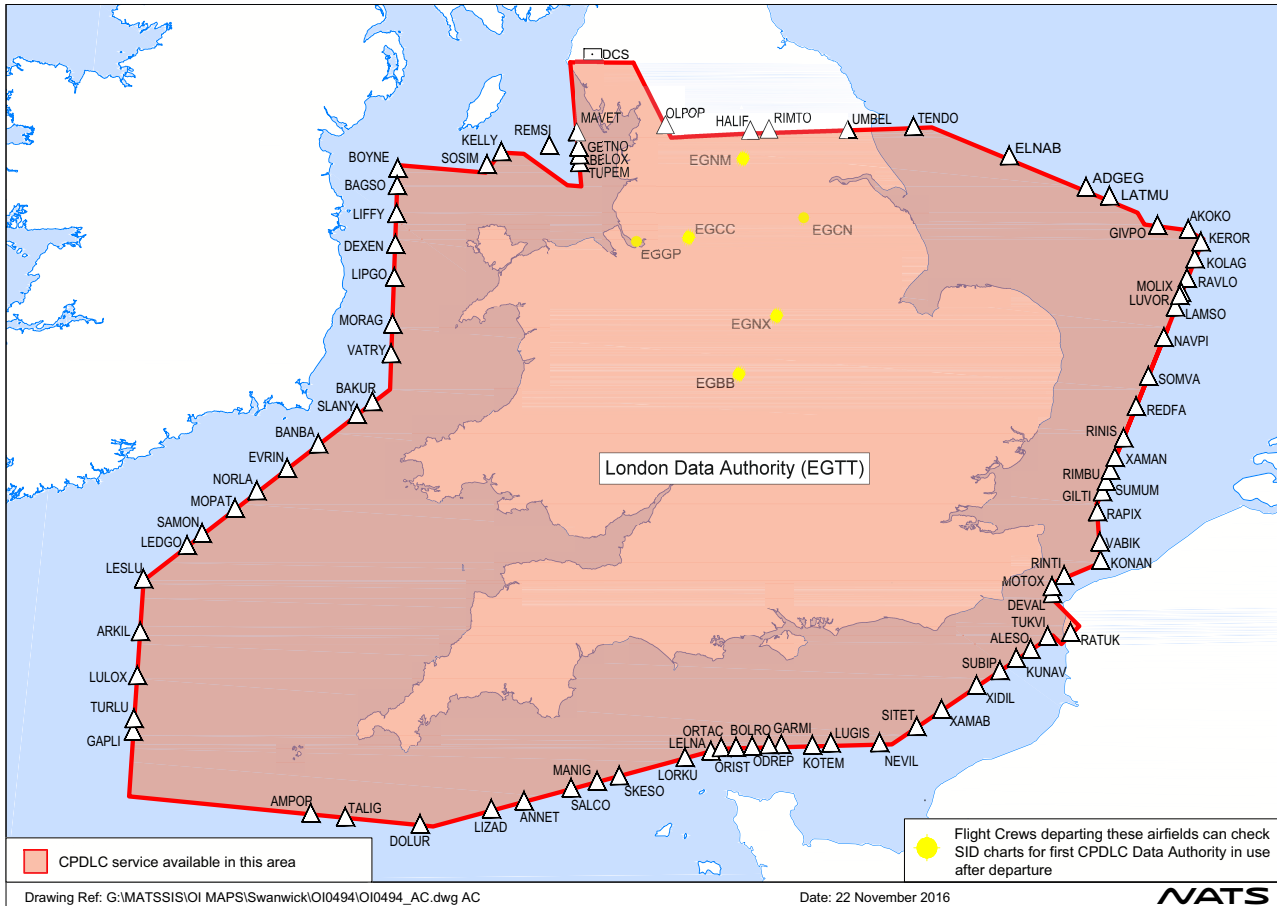 DCS
MAVET
OLPOP
HALIF
RIMTO
UMBEL
TENDO
REMSI
KELLY
GETNO
BELOX
TUPEM
SOSIM
BOYNE
ELNAB
EGNM
BAGSO
ADGEG
LATMU
LIFFY
AKOKO
GIVPO
KEROR
EGCC
EGCN
DEXEN
EGGP
KOLAG
LIPGO
RAVLO
MOLIX
LUVOR
LAMSO
MORAG
EGNX
NAVPI
VATRY
SOMVA
EGBB
BAKUR
SLANY
REDFA
BANBA
RINIS
EVRIN
XAMAN
London Data Authority (EGTT)
RIMBU
NORLA
SUMUM
GILTI
MOPAT
RAPIX
SAMON
LEDGO
VABIK
KONAN
LESLU
RINTI
MOTOX
DEVAL
TUKVI
ARKIL
RATUK
ALESO
SUBIP
KUNAV
LULOX
XIDIL
TURLU
XAMAB
SITET
GAPLI
ORTAC
BOLRO
GARMI
LUGIS
LELNA
NEVIL
ORIST
ODREP
KOTEM
LORKU
MANIG
SKESO
SALCO
AMPOR
TALIG
ANNET
LIZAD
DOLUR
CPDLC service available in this area
Flight Crews departing these airfields can check
SID charts for first CPDLC Data Authority in use
after departure
Drawing Ref: G:\MATSSIS\OI MAPS\Swanwick\OI0494\OI0494_AC.dwg AC
Date: 22 November 2016
NATS